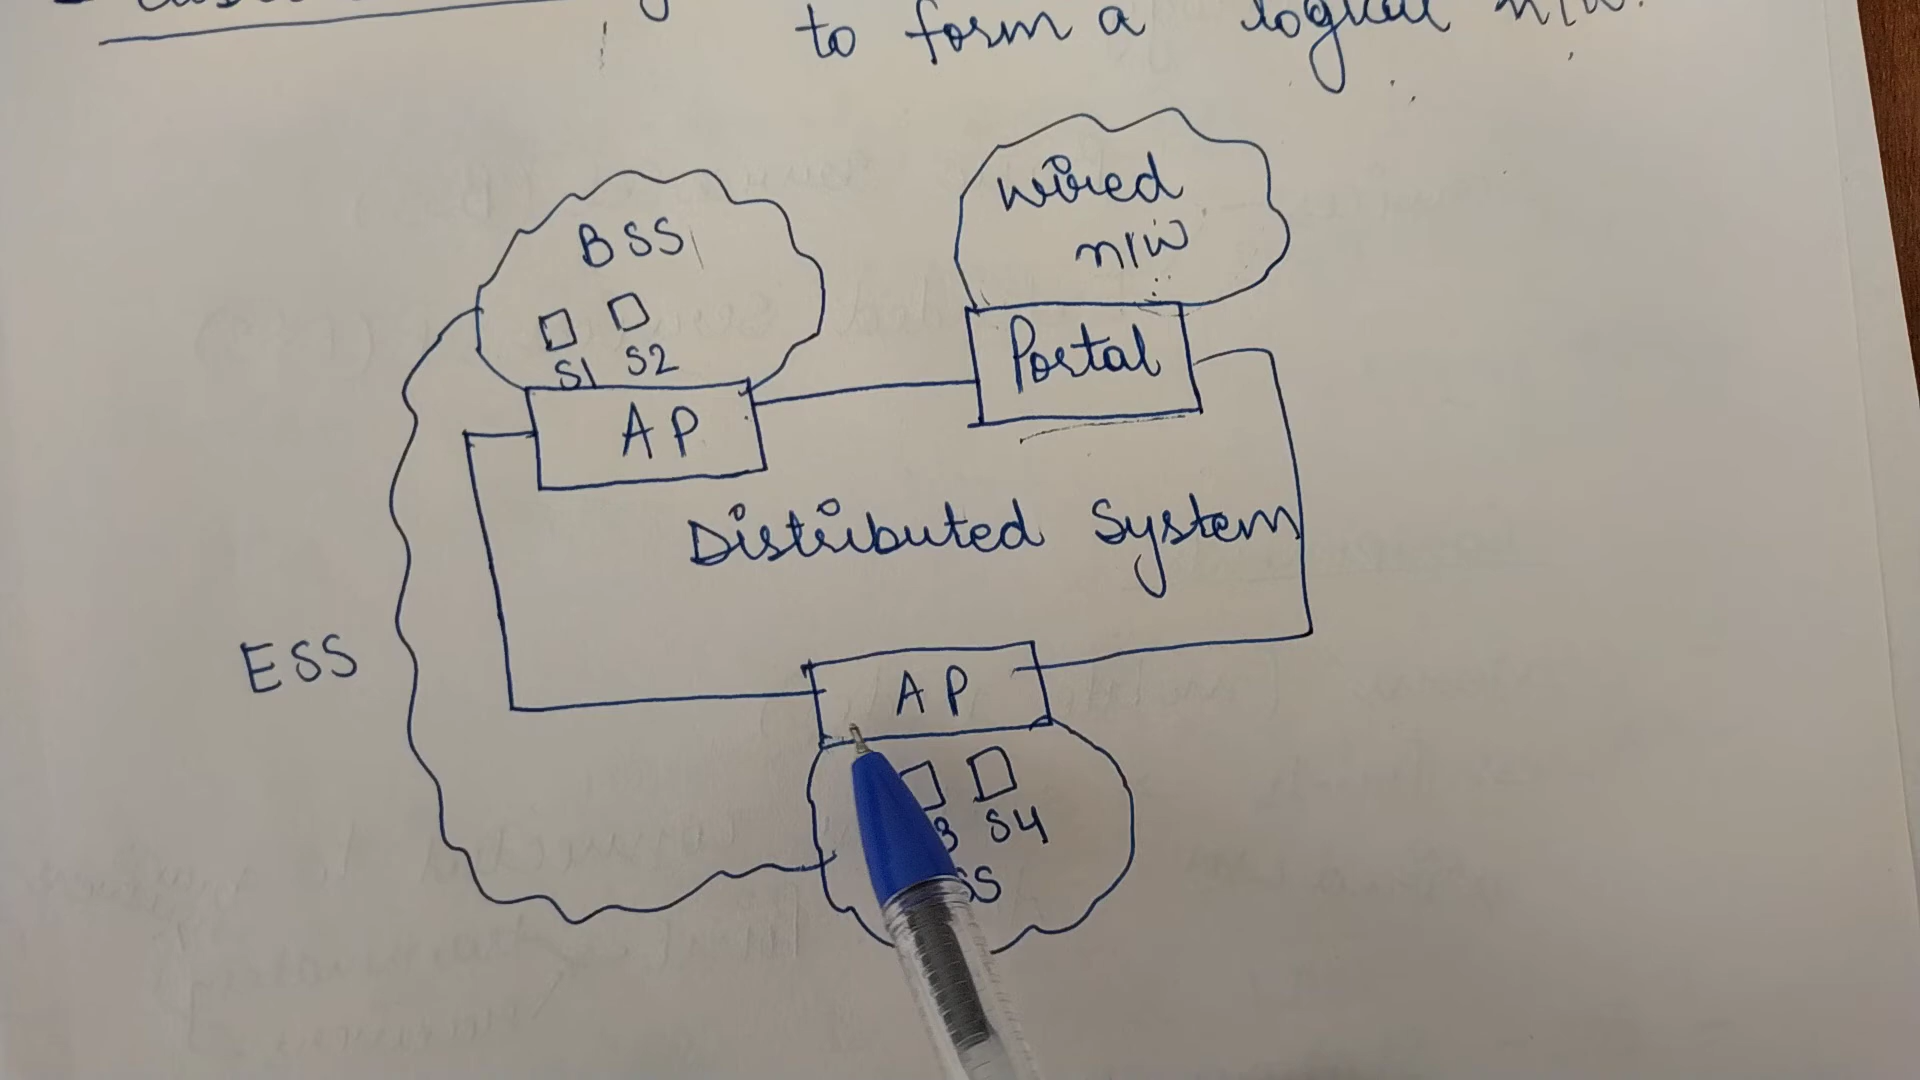 to form a logical n/w.
BSS
S1 S2
AP
wired
n/w
Portal
Distributed System
ESS
AP
S4